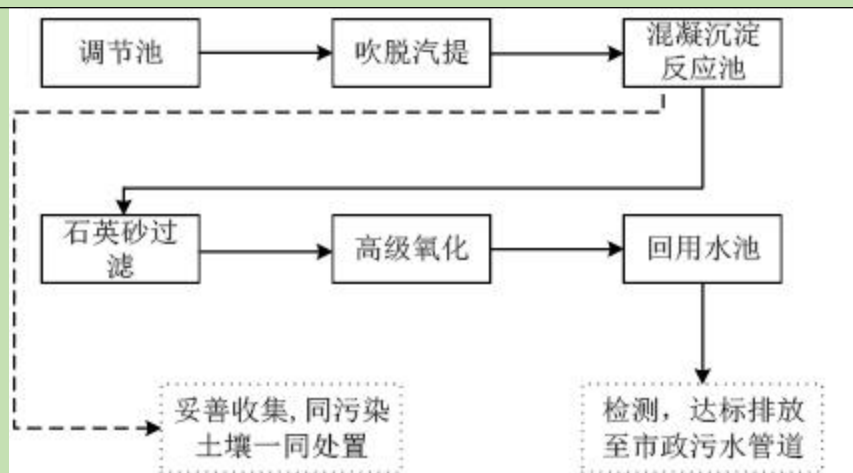 调节池
吹脱汽提
混凝沉淀
反应池
石英砂过
滤
高级氧化
回用水池
妥善收集,同污染
土壤一同处置
检测，达标排放
至市政污水管道